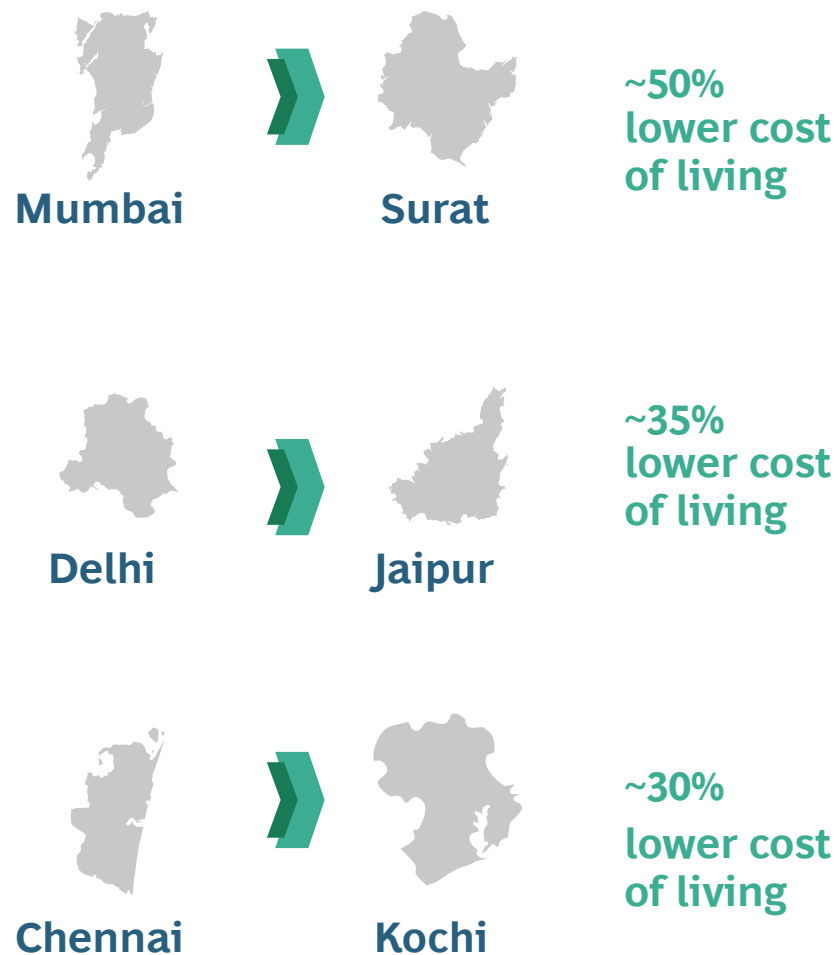 Mumbai
Surat
~50%
lower cost
of living
Delhi
Jaipur
~35%
lower cost
of living
Chennai
Kochi
~30%
lower cost
of living